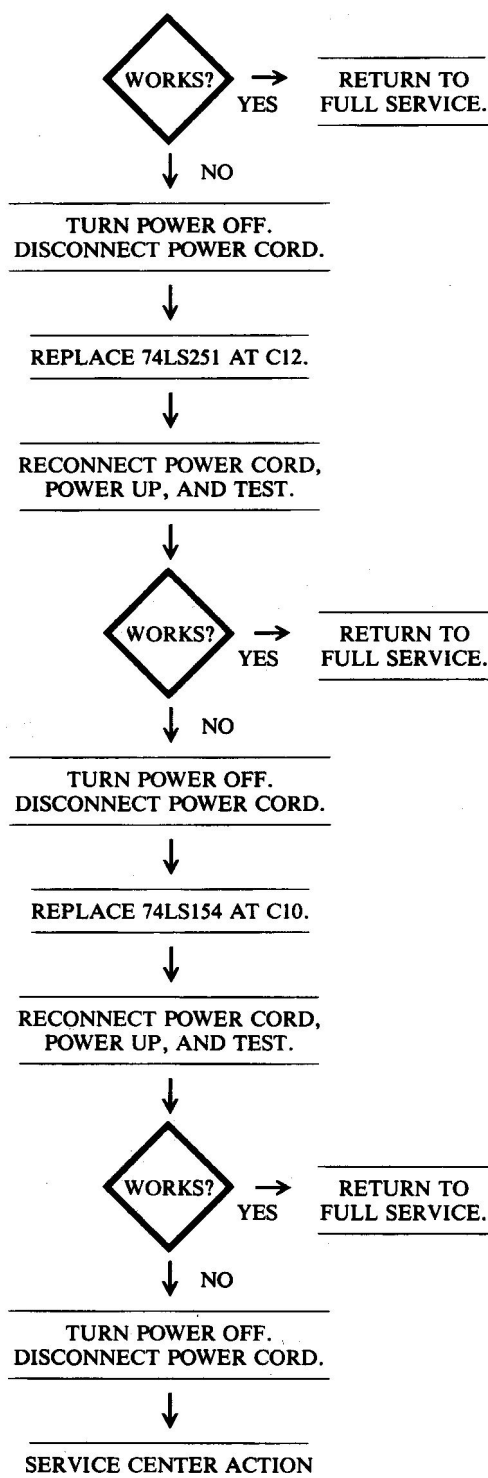 WORKS?
YES
RETURN TO
FULL SERVICE.
NO
TURN POWER OFF.
DISCONNECT POWER CORD.
REPLACE 74LS251 AT C12.
RECONNECT POWER CORD,
POWER UP, AND TEST.
WORKS?
YES
RETURN TO
FULL SERVICE.
NO
TURN POWER OFF.
DISCONNECT POWER CORD.
REPLACE 74LS154 AT C10.
RECONNECT POWER CORD,
POWER UP, AND TEST.
WORKS?
YES
RETURN TO
FULL SERVICE.
NO
TURN POWER OFF.
DISCONNECT POWER CORD.
SERVICE CENTER ACTION